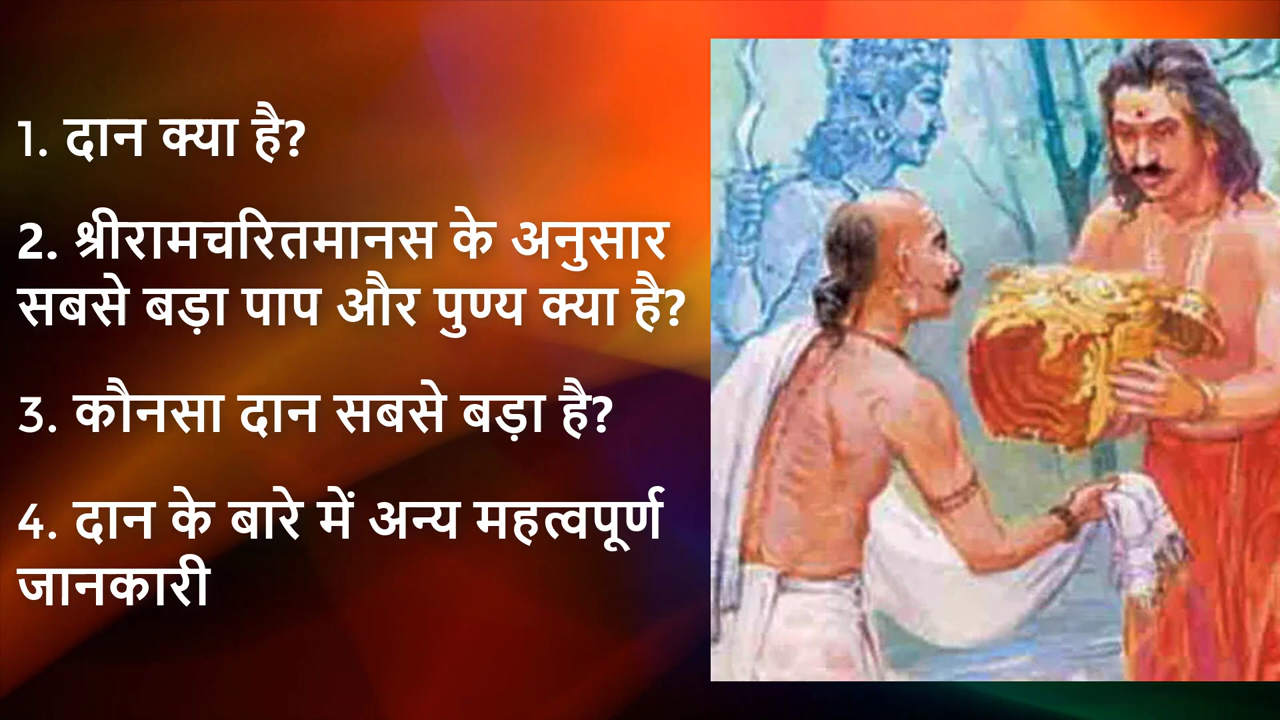 1. दान क्या है?
2. श्रीरामचरितमानस के अनुसार
सबसे बड़ा पाप और पुण्य क्या है?
3. कौनसा दान सबसे बड़ा है?
4. दान के बारे में अन्य महत्वपूर्ण
जानकारी